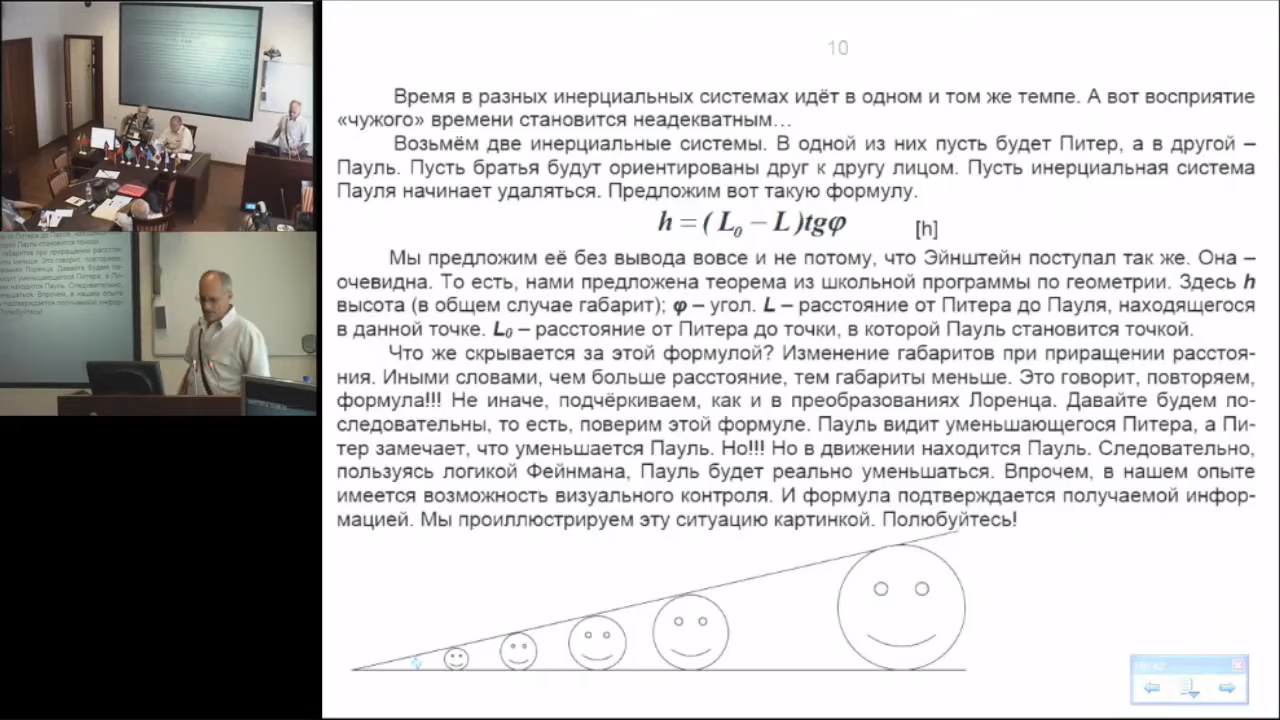 10
Время в разных инерциальных системах идёт в одном и том же темпе. А вот восприятие
«чужого» времени становится неадекватным…
Возьмём две инерциальные системы. В одной из них пусть будет Питер, а в другой –
Пауль. Пусть братья будут ориентированы друг к другу лицом. Пусть инерциальная система
Пауля начинает удаляться. Предложим вот такую формулу.
h = ( L₀ – L )tgφ [h]
Мы предложим её без вывода вовсе и не потому, что Эйнштейн поступал так же. Она –
очевидна. То есть, нами предложена теорема из школьной программы по геометрии. Здесь h
высота (в общем случае габарит); φ – угол. L – расстояние от Питера до Пауля, находящегося
в данной точке. L₀ – расстояние от Питера до точки, в которой Пауль становится точкой.
Что же скрывается за этой формулой? Изменение габаритов при приращении расстоя-
ния. Иными словами, чем больше расстояние, тем габариты меньше. Это говорит, повторяем,
формула!!! Не иначе, подчёркиваем, как и в преобразованиях Лоренца. Давайте будем по-
следовательны, то есть, поверим этой формуле. Пауль видит уменьшающегося Питера, а Пи-
тер замечает, что уменьшается Пауль. Но!!! Но в движении находится Пауль. Следовательно,
пользуясь логикой Фейнмана, Пауль будет реально уменьшаться. Впрочем, в нашем опыте
имеется возможность визуального контроля. И формула подтверждается получаемой инфор-
мацией. Мы проиллюстрируем эту ситуацию картинкой. Полюбуйтесь!